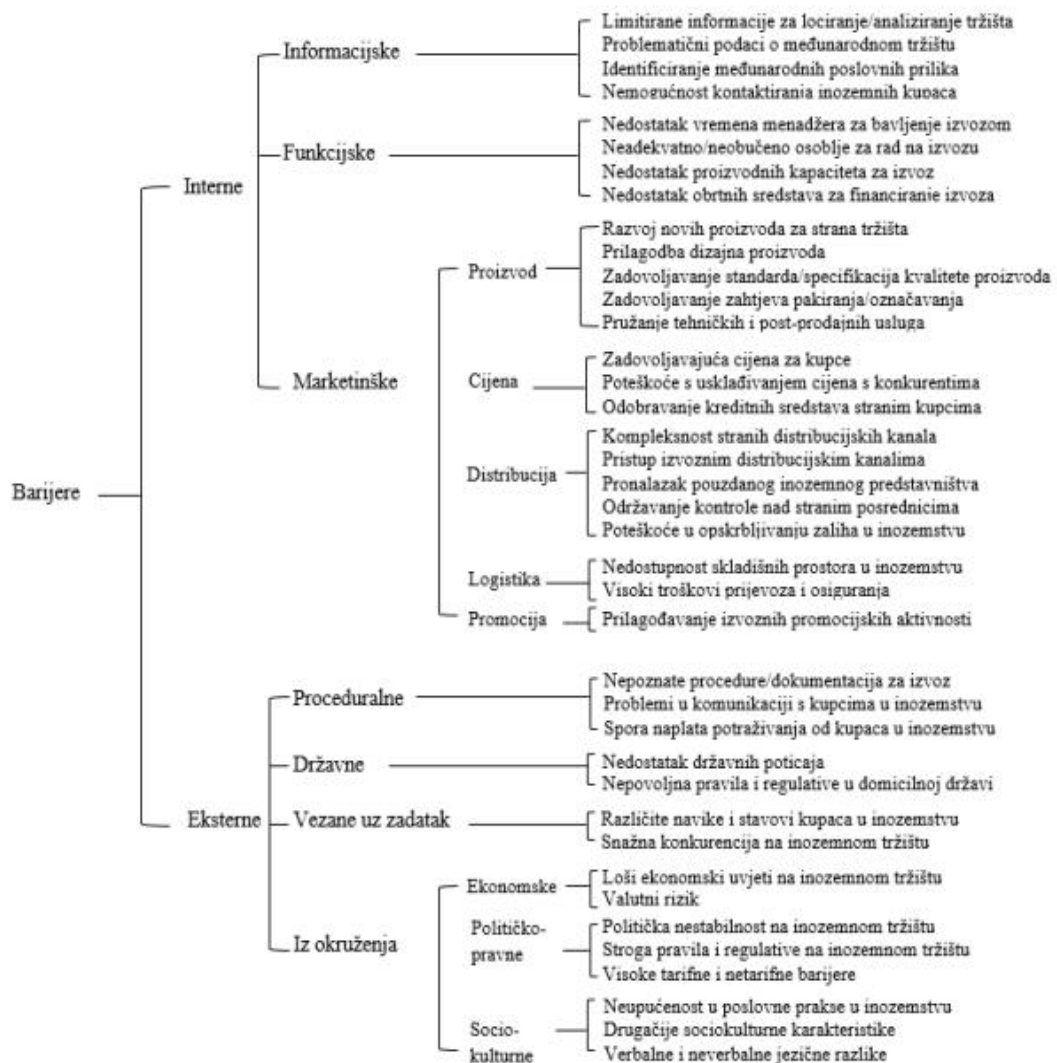 Limitirane informacije za lociranje/analiziranje tržišta
Informacijske
Problematični podaci o međunarodnom tržištu
Identificiranje međunarodnih poslovnih prilika
Nemogućnost kontaktiranja inozemnih kupaca
Nedostatak vremena menadžera za bavljenje izvozom
Funkcijske
Neadekvatno/neobučeno osoblje za rad na izvozu
Nedostatak proizvodnih kapaciteta za izvoz
Interne
Nedostatak obrtnih sredstava za financiranje izvoza
Razvoj novih proizvoda za strana tržišta
Prilagodba dizajna proizvoda
Proizvod
Zadovoljavanje standarda/specifikacija kvalitete proizvoda
Zadovoljavanje zahtjeva pakiranja/označavanja
Pružanje tehničkih i post-prodajnih usluga
Zadovoljavajuća cijena za kupce
Marketinške
Cijena
Poteškoće s usklađivanjem cijena s konkurentima
Odobravanje kreditnih sredstava stranim kupcima
Kompleksnost stranih distribucijskih kanala
Pristup izvoznim distribucijskim kanalima
Distribucija
Pronalazak pouzdanog inozemnog predstavništva
Barijere
Održavanje kontrole nad stranim posrednicima
Poteškoće u opskrbljivanju zaliha u inozemstvu
Nedostupnost skladišnih prostora u inozemstvu
Logistika
Visoki troškovi prijevoza i osiguranja
Promocija
Prilagođavanje izvoznih promocijskih aktivnosti
Nepoznate procedure/dokumentacija za izvoz
Proceduralne
Problemi u komunikaciji s kupcima u inozemstvu
Spora naplata potraživanja od kupaca u inozemstvu
Državne
Nedostatak državnih poticaja
Nepovoljna pravila i regulative u domicilnoj državi
Eksterne
Vezane uz zadatak
Različite navike i stavovi kupaca u inozemstvu
Snažna konkurencija na inozemnom tržištu
Ekonomske
Loši ekonomski uvjeti na inozemnom tržištu
Valutni rizik
Iz okruženja
Političko-
pravne
Politička nestabilnost na inozemnom tržištu
Stroga pravila i regulative na inozemnom tržištu
Visoke tarifne i netarifne barijere
Socio-
kulturne
Neupućenost u poslovne prakse u inozemstvu
Drugačije sociokulturne karakteristike
Verbalne i neverbalne jezične razlike